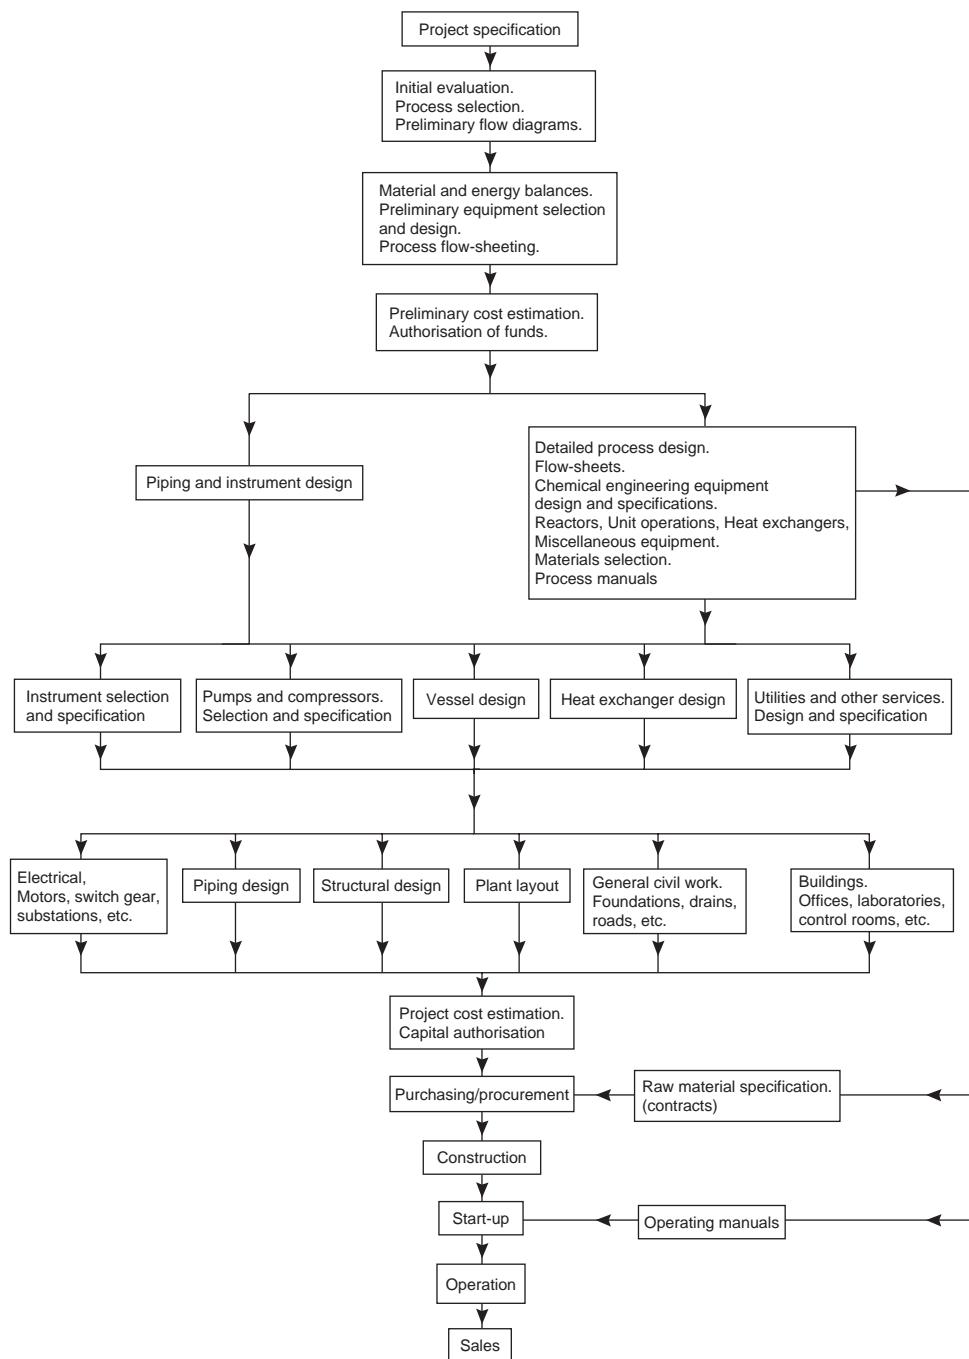 Project specification
Initial evaluation.
Process selection.
Preliminary flow diagrams.
Material and energy balances.
Preliminary equipment selection
and design.
Process flow-sheeting.
Preliminary cost estimation.
Authorisation of funds.
Piping and instrument design
Detailed process design.
Flow-sheets.
Chemical engineering equipment
design and specifications.
Reactors, Unit operations, Heat exchangers,
Miscellaneous equipment.
Materials selection.
Process manuals
Instrument selection
and specification
Pumps and compressors.
Selection and specification
Vessel design
Heat exchanger design
Utilities and other services.
Design and specification
Electrical,
Motors, switch gear,
substations, etc.
Piping design
Structural design
Plant layout
General civil work.
Foundations, drains,
roads, etc.
Buildings.
Offices, laboratories,
control rooms, etc.
Project cost estimation.
Capital authorisation
Purchasing/procurement
Raw material specification.
(contracts)
Construction
Start-up
Operating manuals
Operation
Sales